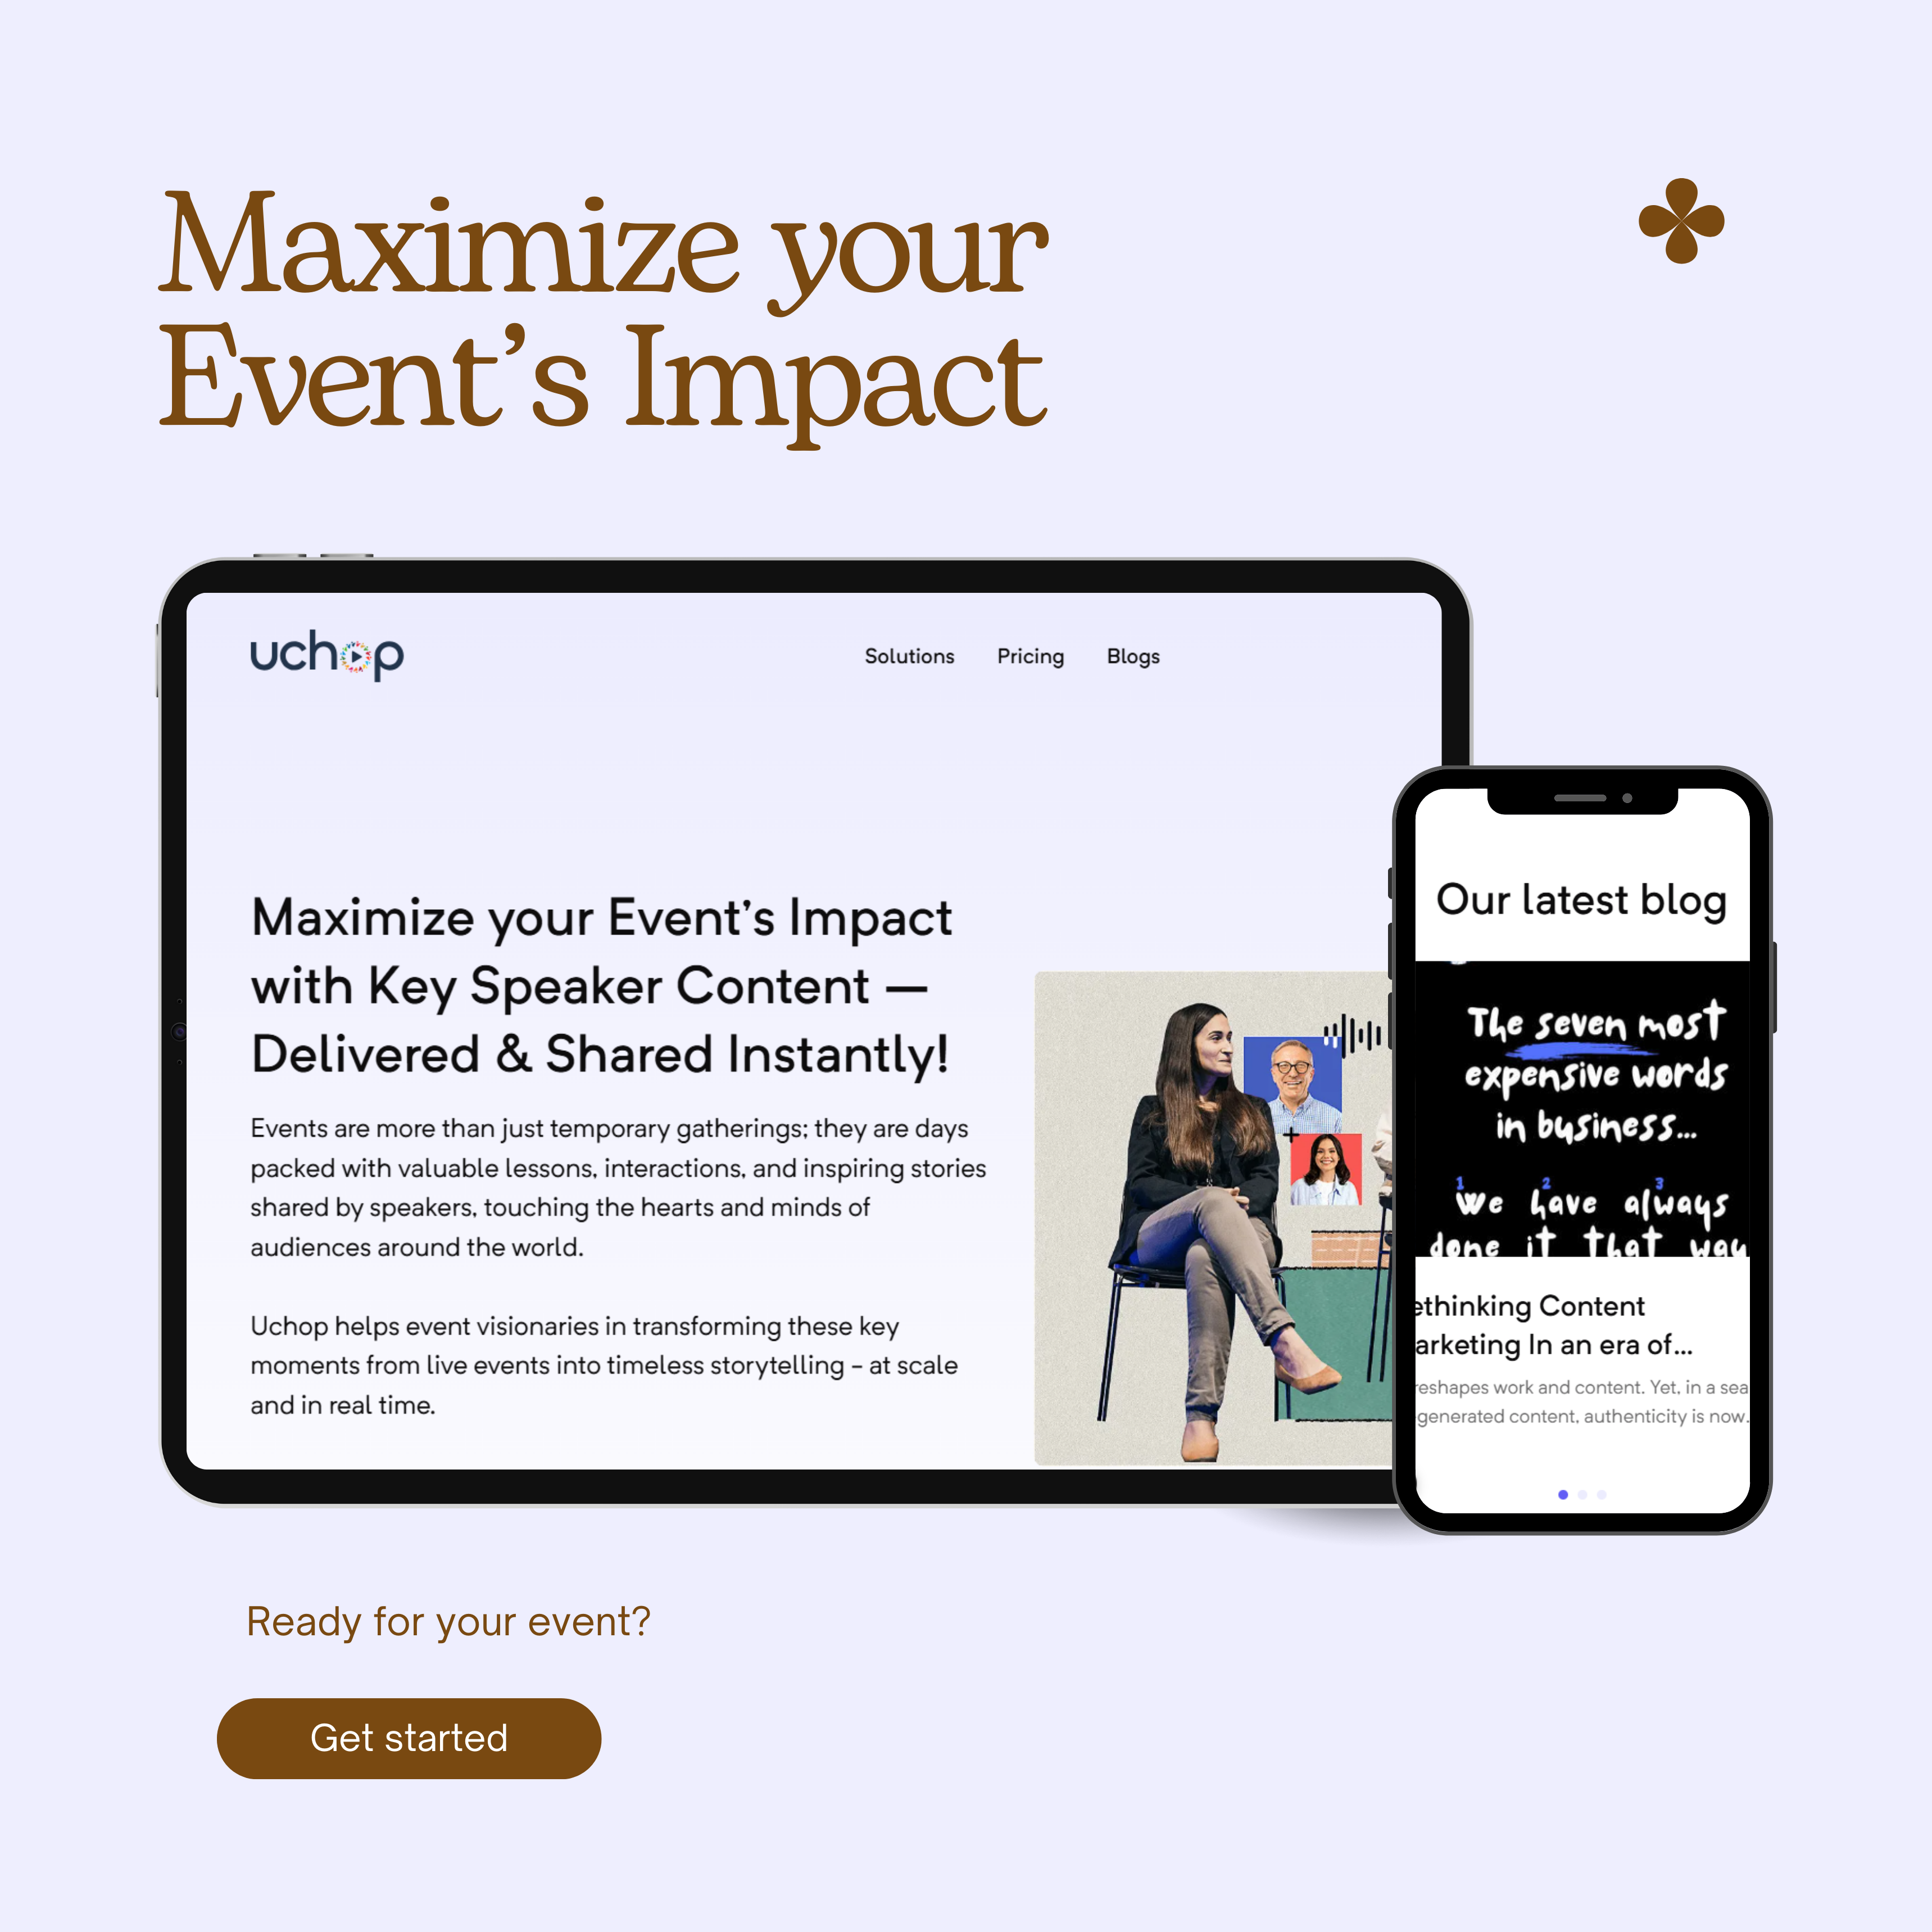 Maximize your
Event’s Impact
uchop
Solutions Pricing Blogs
Maximize your Event’s Impact
with Key Speaker Content —
Delivered & Shared Instantly!
Events are more than just temporary gatherings; they are days
packed with valuable lessons, interactions, and inspiring stories
shared by speakers, touching the hearts and minds of
audiences around the world.
Uchop helps event visionaries in transforming these key
moments from live events into timeless storytelling – at scale
and in real time.
Our latest blog
The seven most
expensive words
in business...
1 2 3
we have always
done it that way
ethinking Content
arketing In an era of...
reshapes work and content. Yet, in a sea
generated content, authenticity is now.
Ready for your event?
Get started